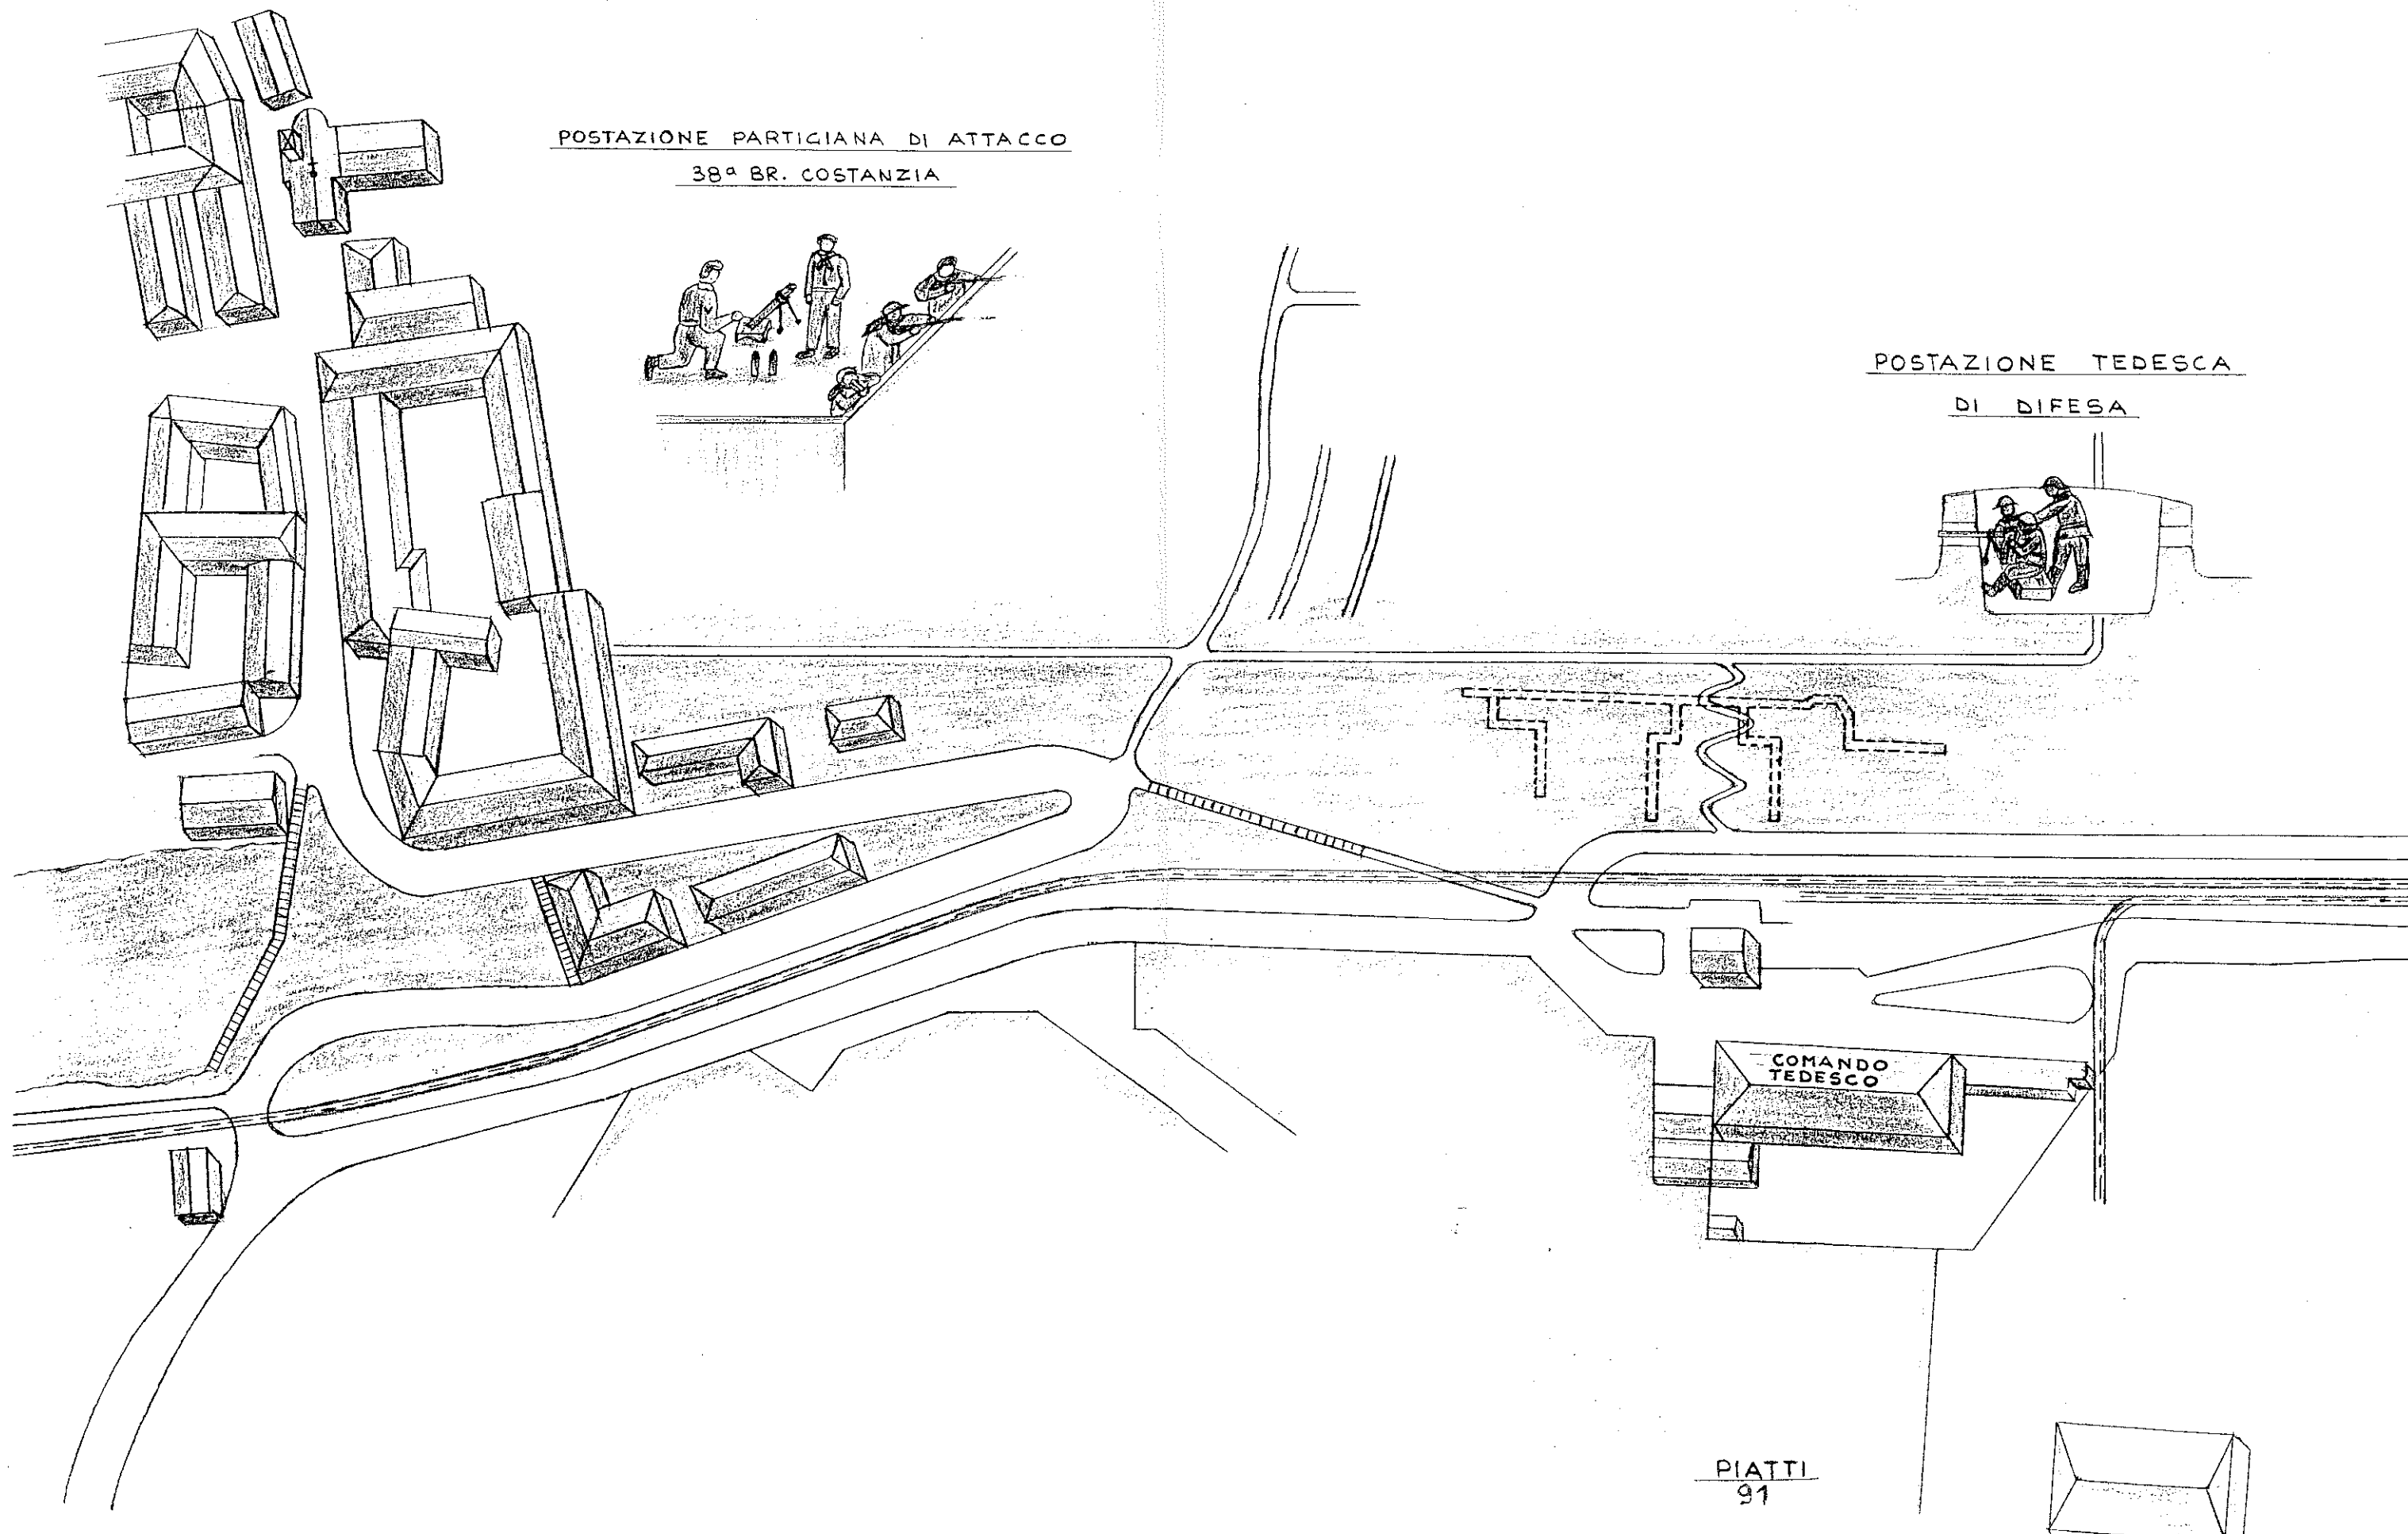 POSTAZIONE PARTIGIANA DI ATTACCO
38ª BR. COSTANZIA
POSTAZIONE TEDESCA
DI DIFESA
COMANDO
TEDESCO
PIATTI
91